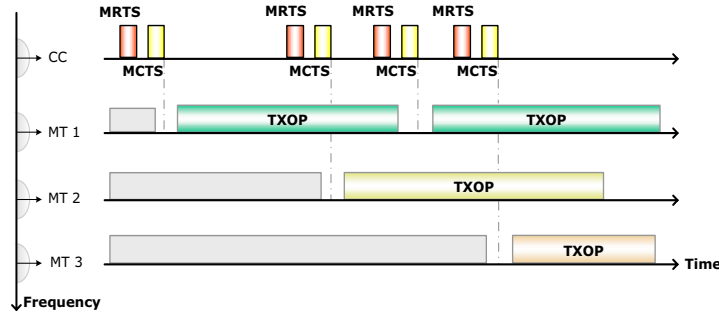 MRTS MRTS MRTS MRTS
CC
MCTS MCTS MCTS MCTS
TXOP TXOP
MT 1
TXOP
MT 2
TXOP
MT 3
Time
Frequency